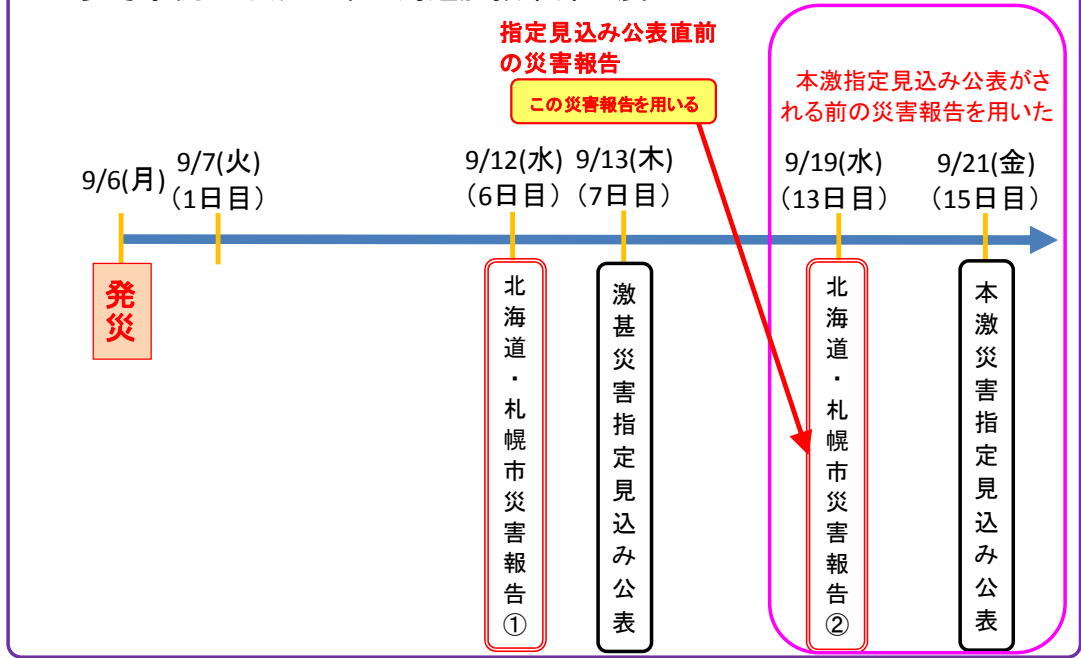 指定見込み公表直前
の災害報告
この災害報告を用いる
本激指定見込み公表がさ
れる前の災害報告を用いた
9/6(月)
9/7(火)
（1日目）
9/12(水)
（6日目）
9/13(木)
（7日目）
9/19(水)
（13日目）
9/21(金)
（15日目）
発災
北海道・札幌市災害報告①
激甚災害指定見込み公表
北海道・札幌市災害報告②
本激災害指定見込み公表